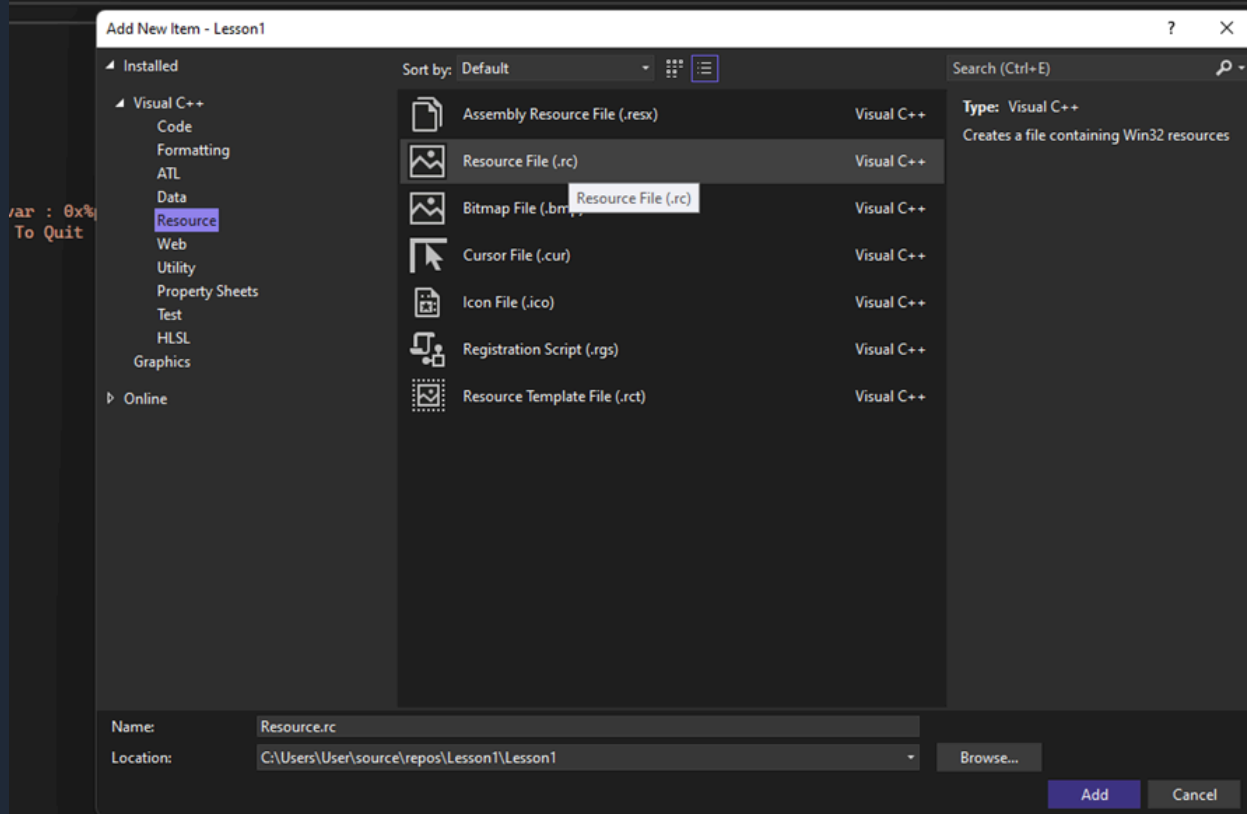 Add New Item - Lesson1
?
Installed
Sort by: Default
Search (Ctrl+E)
Visual C++
Code
Formatting
ATL
Data
Resource
Web
Utility
Property Sheets
Test
HLSL
Graphics
Online
Assembly Resource File (.resx) Visual C++
Resource File (.rc) Visual C++
Resource File (.rc)
Bitmap File (.bmp) Visual C++
Cursor File (.cur) Visual C++
Icon File (.ico) Visual C++
Registration Script (.rgs) Visual C++
Resource Template File (.rct) Visual C++
Type: Visual C++
Creates a file containing Win32 resources
var : 0x%p
To Quit
Name: Resource.rc
Location: C:\Users\User\source\repos\Lesson1\Lesson1
Browse...
Add Cancel